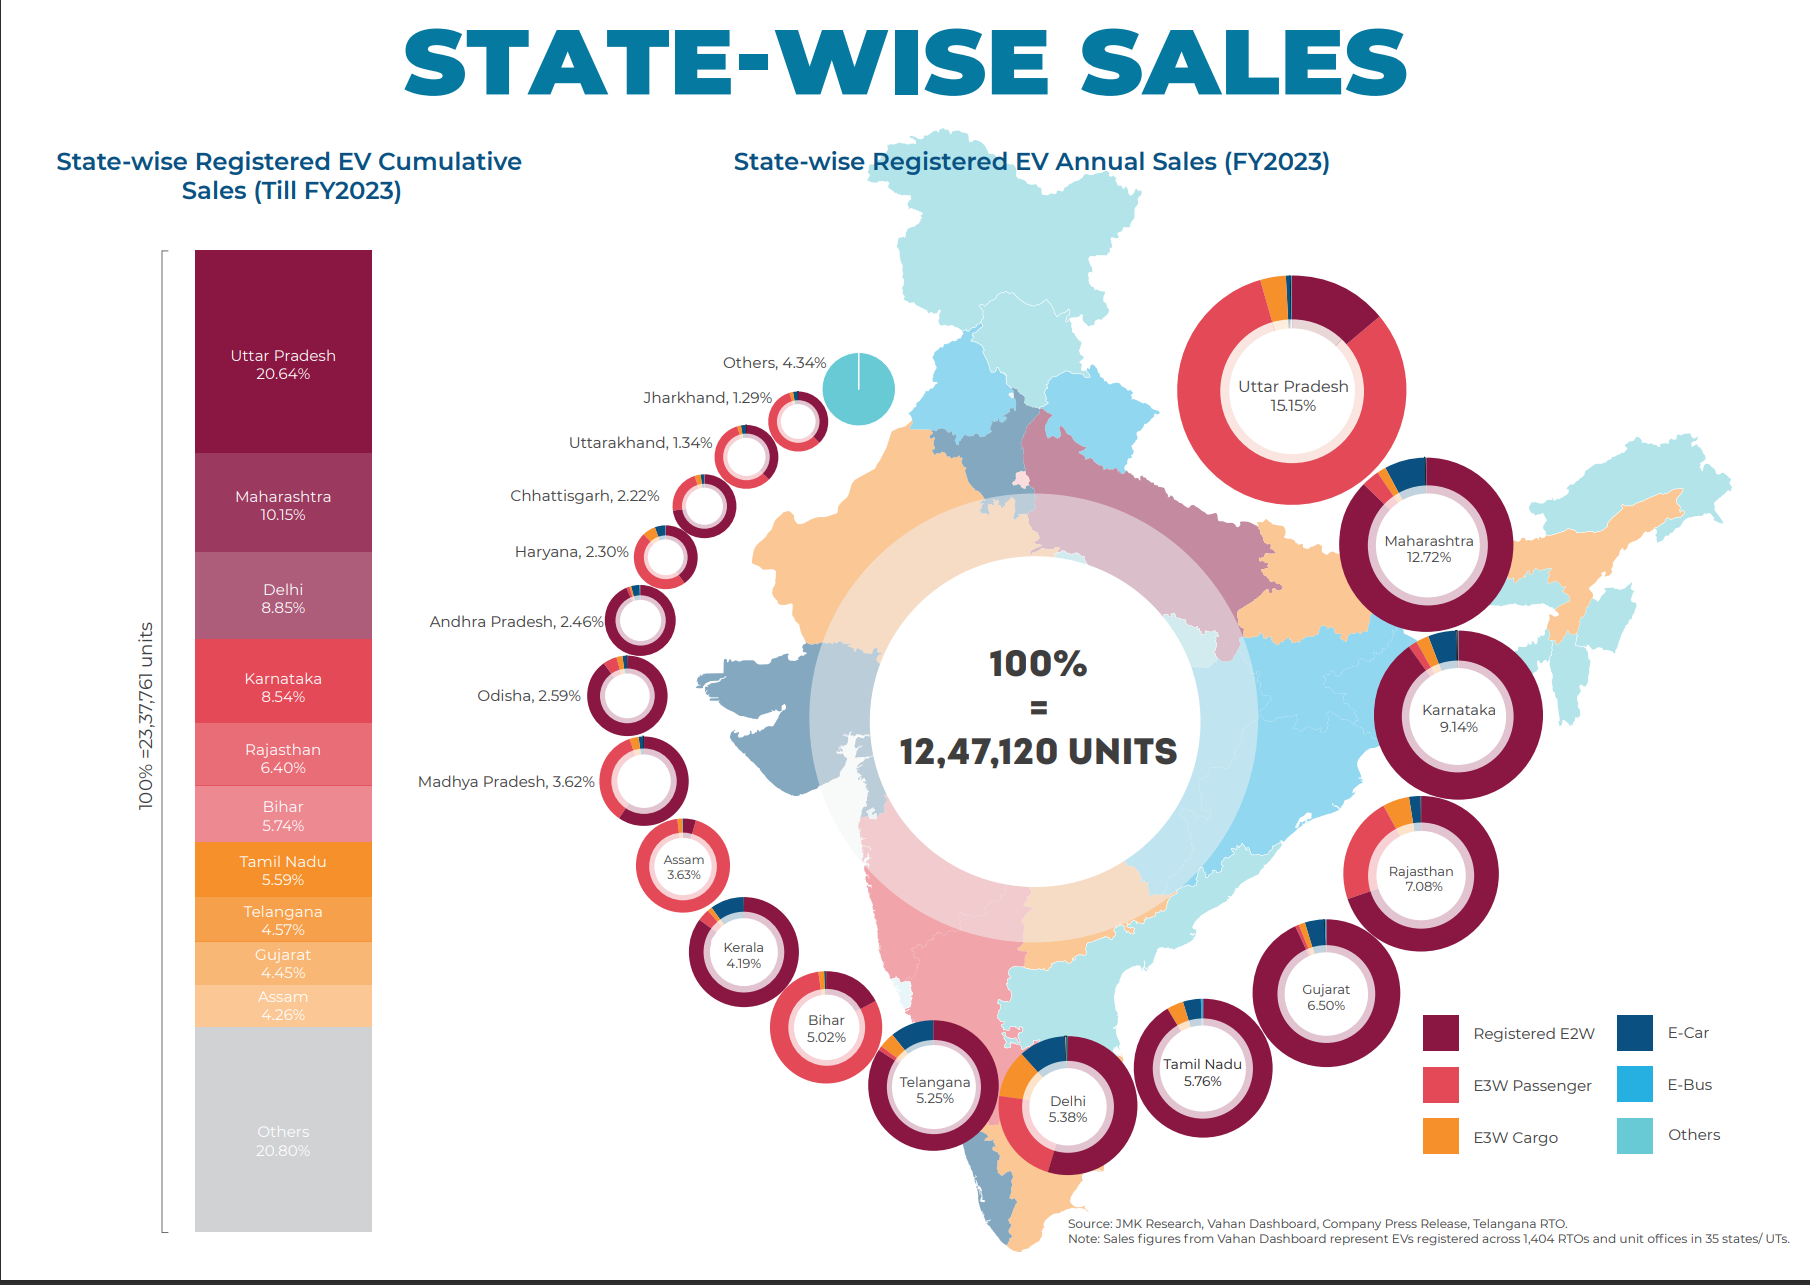 STATE-WISE SALES
State-wise Registered EV Cumulative
Sales (Till FY2023)
100% =23,37,761 units
Uttar Pradesh
20.64%
Maharashtra
10.15%
Delhi
8.85%
Karnataka
8.54%
Rajasthan
6.40%
Bihar
5.74%
Tamil Nadu
5.59%
Telangana
4.57%
Gujarat
4.45%
Assam
4.26%
Others
20.80%
State-wise Registered EV Annual Sales (FY2023)
100%
=
12,47,120 UNITS
Uttar Pradesh
15.15%
Maharashtra
12.72%
Karnataka
9.14%
Rajasthan
7.08%
Gujarat
6.50%
Tamil Nadu
5.76%
Delhi
5.38%
Telangana
5.25%
Bihar
5.02%
Kerala
4.19%
Assam
3.63%
Madhya Pradesh, 3.62%
Odisha, 2.59%
Andhra Pradesh, 2.46%
Haryana, 2.30%
Chhattisgarh, 2.22%
Uttarakhand, 1.34%
Jharkhand, 1.29%
Others, 4.34%
Registered E2W
E3W Passenger
E3W Cargo
E-Car
E-Bus
Others
Source: JMK Research, Vahan Dashboard, Company Press Release, Telangana RTO.
Note: Sales figures from Vahan Dashboard represent EVs registered across 1,404 RTOs and unit offices in 35 states/ UTs.